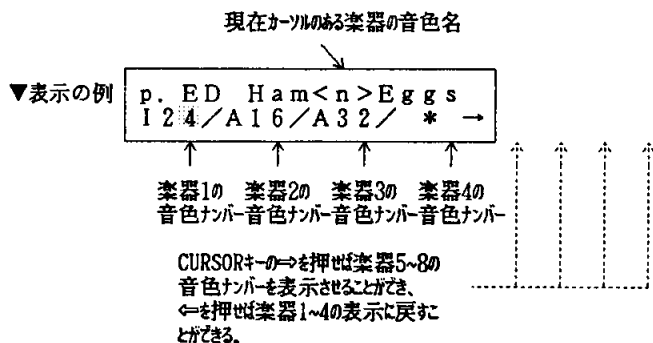 現在カーソルのある楽器の音色名
▼表示の例
p. ED Ham<n>Eggs
I24/A16/A32/ * →
楽器1の 楽器2の 楽器3の 楽器4の
音色ナンバー 音色ナンバー 音色ナンバー 音色ナンバー
CURSORキーの⇒を押せば楽器5~8の
音色ナンバーを表示させることができ、
⇐を押せば楽器1~4の表示に戻すこ
とができる。